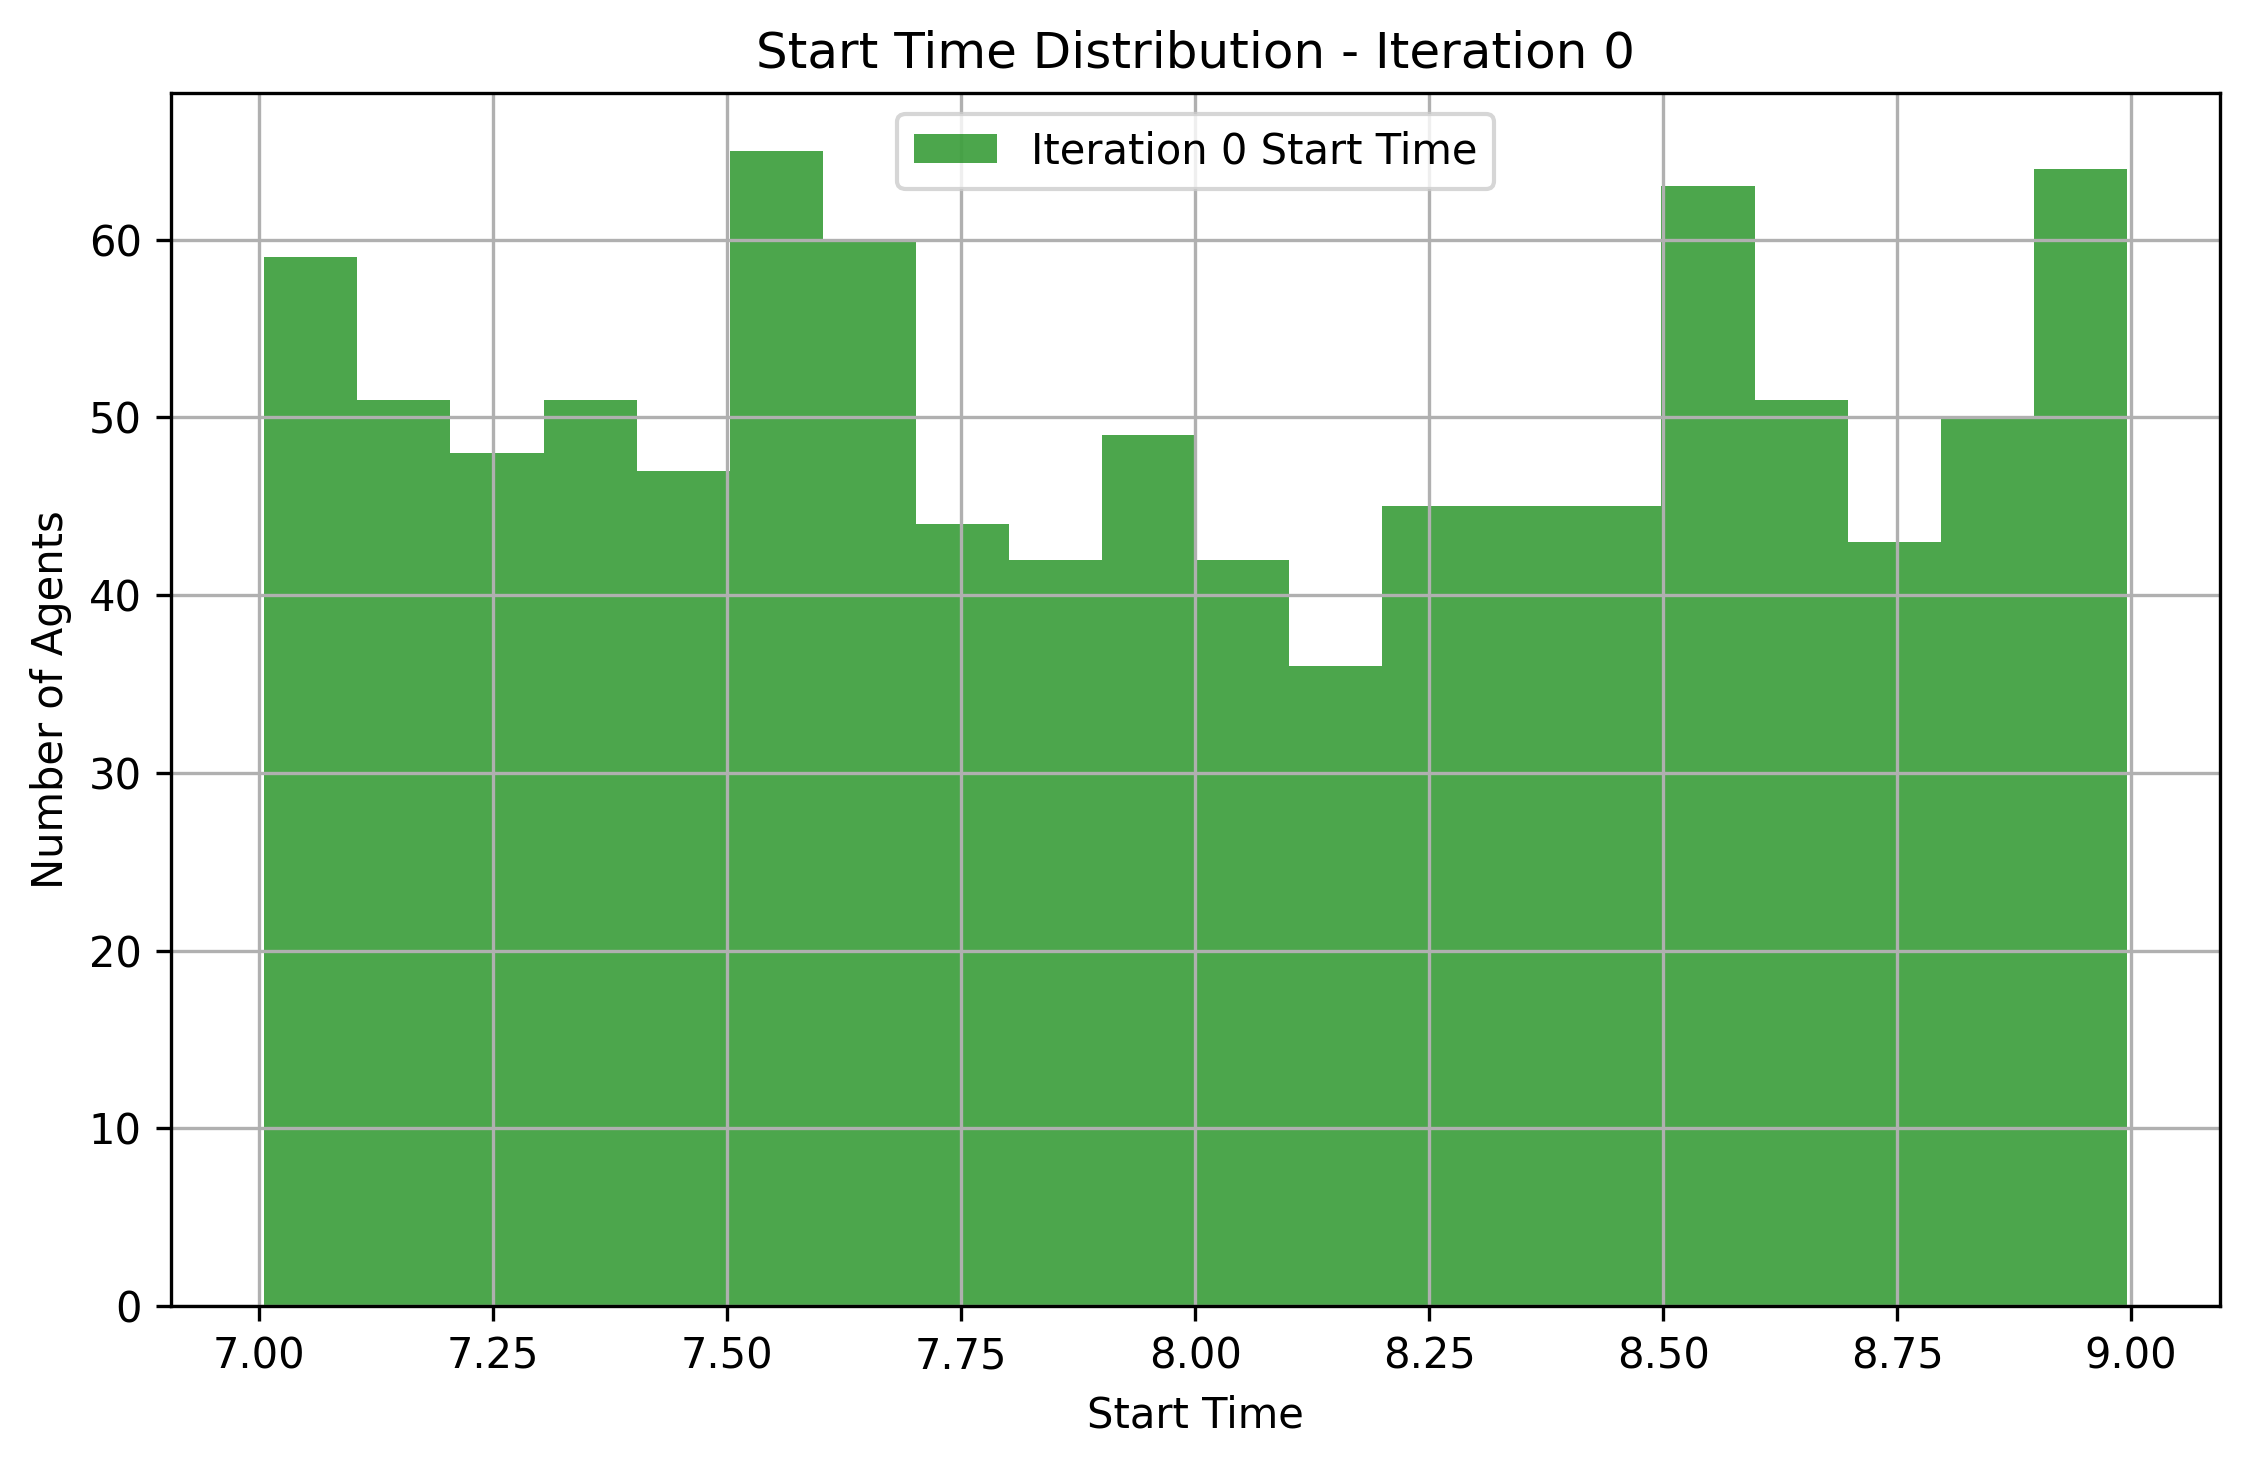 Start Time Distribution - Iteration 0
Iteration 0 Start Time
Number of Agents
60
50
40
30
20
10
0
7.00 7.25 7.50 7.75 8.00 8.25 8.50 8.75 9.00
Start Time